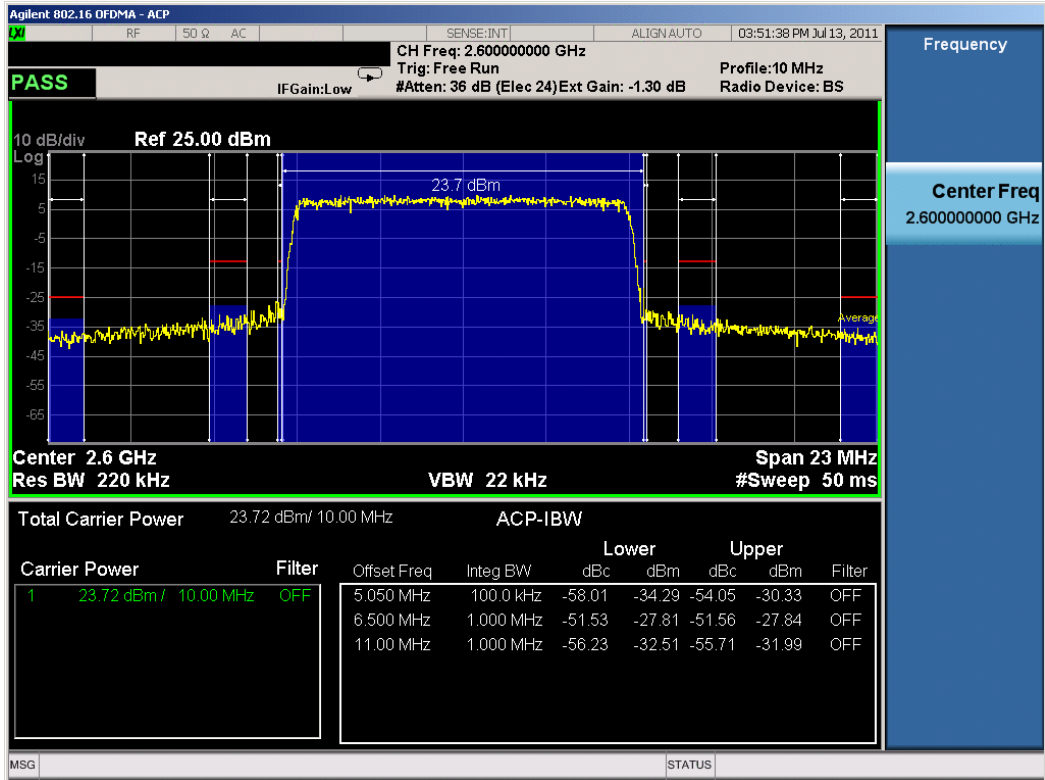 Agilent 802.16 OFDMA - ACP
LXI RF 50 Ω AC SENSE:INT ALIGN AUTO 03:51:38 PM Jul 13, 2011
CH Freq: 2.600000000 GHz
Trig: Free Run Profile:10 MHz
PASS IFGain:Low #Atten: 36 dB (Elec 24) Ext Gain: -1.30 dB Radio Device: BS
Frequency
Center Freq
2.600000000 GHz
10 dB/div Ref 25.00 dBm
Log
15
23.7 dBm
5
-5
-15
-25
Average
-35
-45
-55
-65
Center 2.6 GHz Span 23 MHz
Res BW 220 kHz VBW 22 kHz #Sweep 50 ms
Total Carrier Power 23.72 dBm/ 10.00 MHz ACP-IBW
Lower Upper
Carrier Power Filter
1 23.72 dBm / 10.00 MHz OFF
Offset Freq Integ BW dBc dBm dBc dBm Filter
5.050 MHz 100.0 kHz -58.01 -34.29 -54.05 -30.33 OFF
6.500 MHz 1.000 MHz -51.53 -27.81 -51.56 -27.84 OFF
11.00 MHz 1.000 MHz -56.23 -32.51 -55.71 -31.99 OFF
MSG STATUS